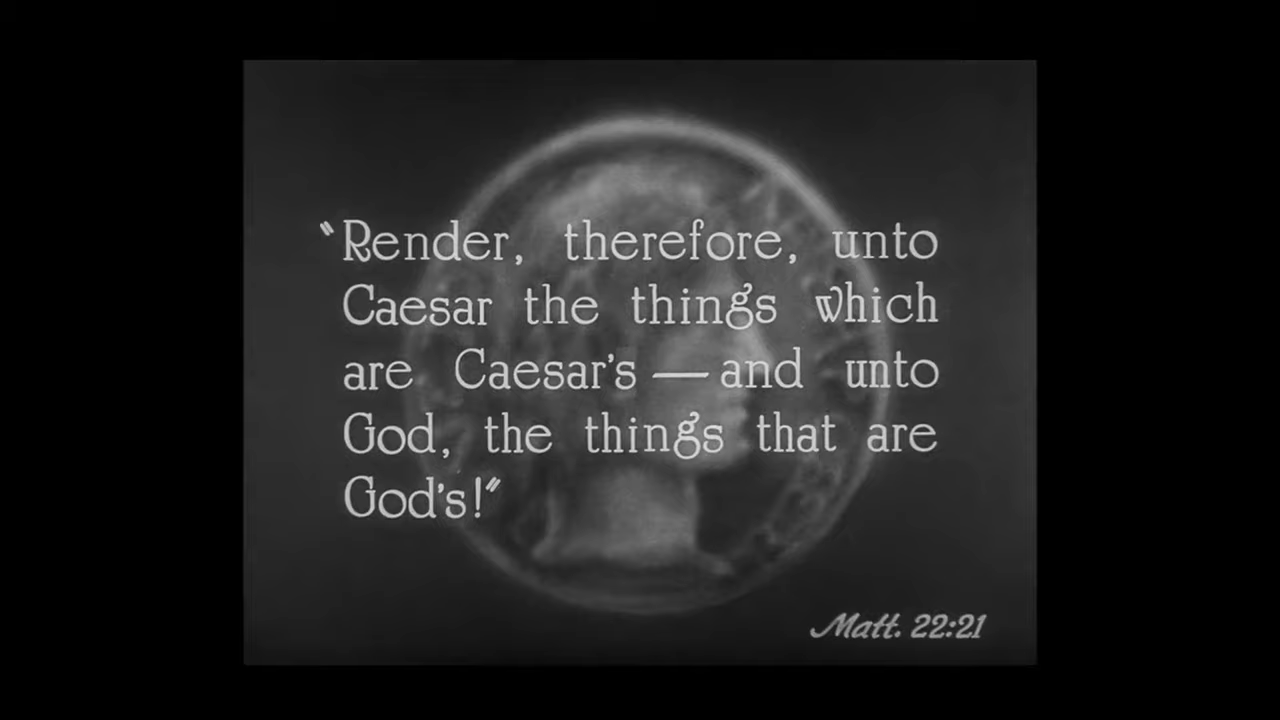 "Render, therefore, unto
Caesar the things which
are Caesar's — and unto
God, the things that are
God's!"
Matt. 22:21